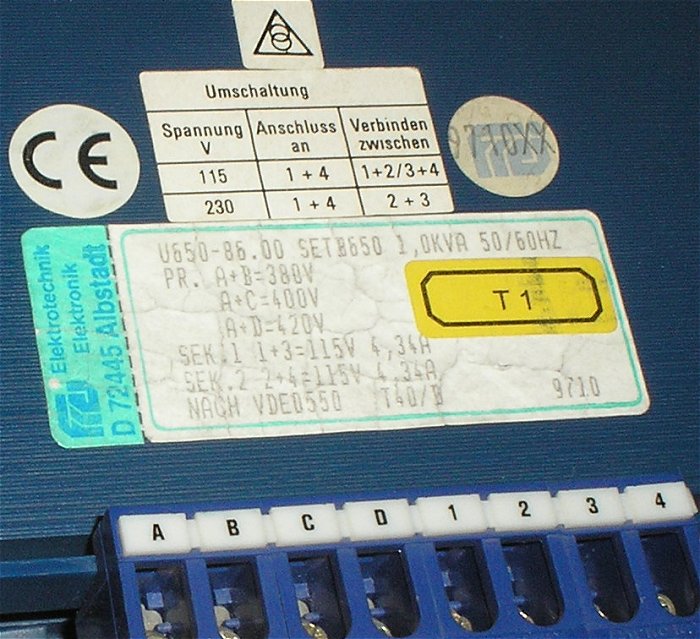 Umschaltung
Spannung V Anschluss an Verbinden zwischen
115 1 + 4 1+2/3+4
230 1 + 4 2 + 3
CE
9710XX
Elektrotechnik
Elektronik
D 72445 Albstadt
U650-86.00 SETB650 1,0KVA 50/60HZ
PR. A+B=380V
A+C=400V
A+D=420V
T 1
SEK.1 1+3=115V 4,34A
SEK.2 2+4=115V 4,34A
NACH VDE0550 T40/B 9710
A B C D 1 2 3 4